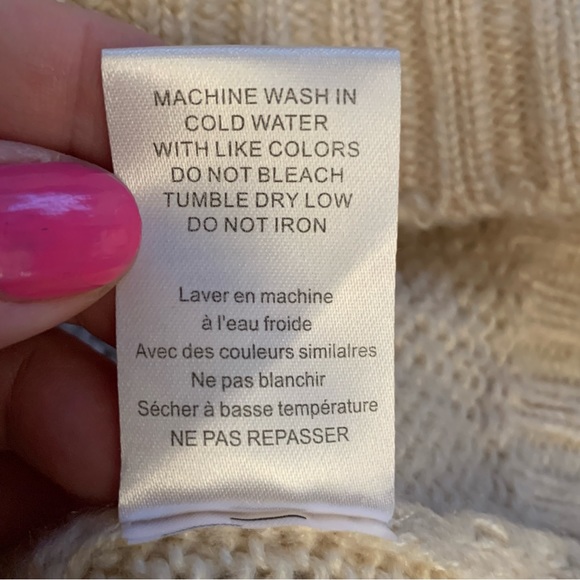 MACHINE WASH IN
COLD WATER
WITH LIKE COLORS
DO NOT BLEACH
TUMBLE DRY LOW
DO NOT IRON
Laver en machine
à l'eau froide
Avec des couleurs similalres
Ne pas blanchir
Sécher à basse température
NE PAS REPASSER